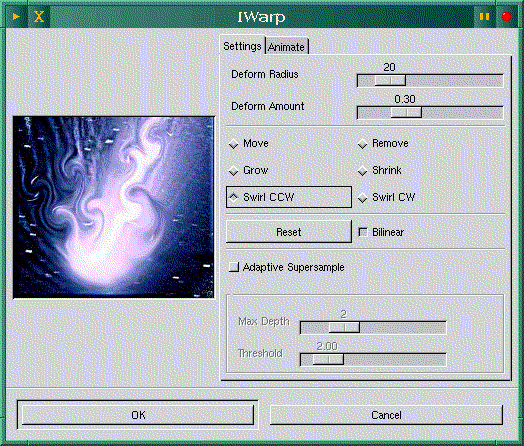 IWarp
Settings Animate
Deform Radius 20
Deform Amount 0.30
Move Remove
Grow Shrink
Swirl CCW Swirl CW
Reset Bilinear
Adaptive Supersample
Max Depth 2
Threshold 2.00
OK Cancel